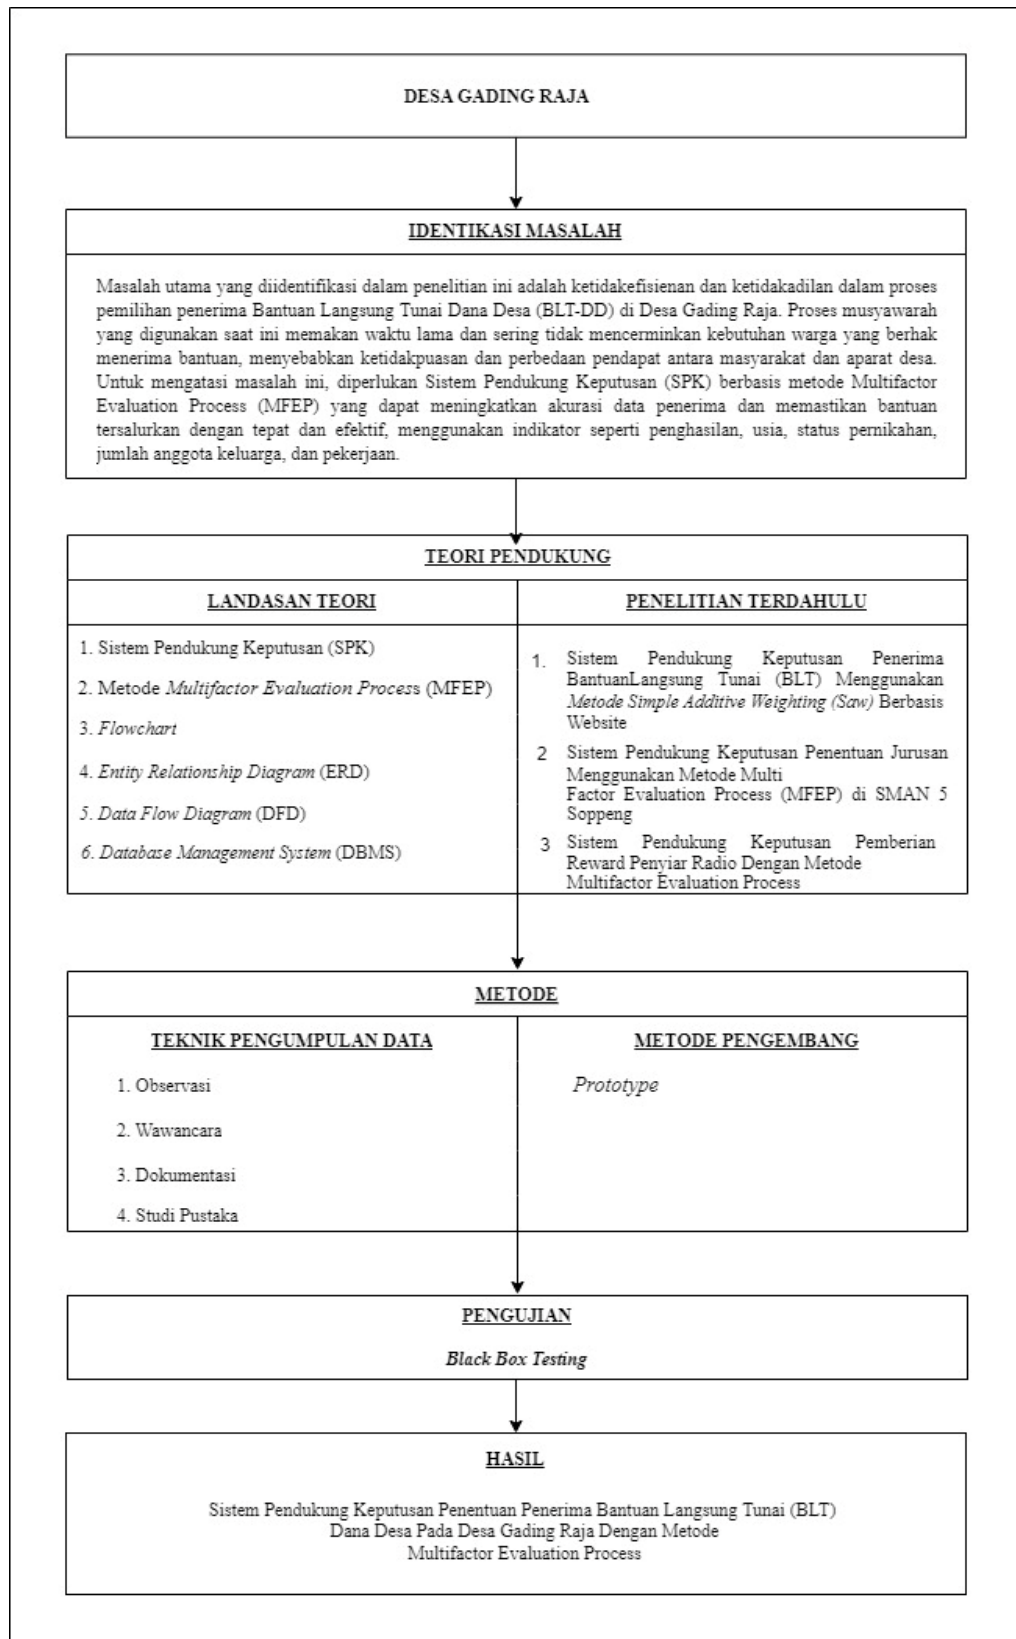 DESA GADING RAJA
IDENTIKASI MASALAH
Masalah utama yang diidentifikasi dalam penelitian ini adalah ketidakefisienan dan ketidakadilan dalam proses
pemilihan penerima Bantuan Langsung Tunai Dana Desa (BLT-DD) di Desa Gading Raja. Proses musyawarah
yang digunakan saat ini memakan waktu lama dan sering tidak mencerminkan kebutuhan warga yang berhak
menerima bantuan, menyebabkan ketidakpuasan dan perbedaan pendapat antara masyarakat dan aparat desa.
Untuk mengatasi masalah ini, diperlukan Sistem Pendukung Keputusan (SPK) berbasis metode Multifactor
Evaluation Process (MFEP) yang dapat meningkatkan akurasi data penerima dan memastikan bantuan
tersalurkan dengan tepat dan efektif, menggunakan indikator seperti penghasilan, usia, status pernikahan,
jumlah anggota keluarga, dan pekerjaan.
TEORI PENDUKUNG
LANDASAN TEORI
1. Sistem Pendukung Keputusan (SPK)
2. Metode Multifactor Evaluation Process (MFEP)
3. Flowchart
4. Entity Relationship Diagram (ERD)
5. Data Flow Diagram (DFD)
6. Database Management System (DBMS)
PENELITIAN TERDAHULU
1. Sistem Pendukung Keputusan Penerima
BantuanLangsung Tunai (BLT) Menggunakan
Metode Simple Additive Weighting (Saw) Berbasis
Website
2 Sistem Pendukung Keputusan Penentuan Jurusan
Menggunakan Metode Multi
Factor Evaluation Process (MFEP) di SMAN 5
Soppeng
3 Sistem Pendukung Keputusan Pemberian
Reward Penyiar Radio Dengan Metode
Multifactor Evaluation Process
METODE
TEKNIK PENGUMPULAN DATA
1. Observasi
2. Wawancara
3. Dokumentasi
4. Studi Pustaka
METODE PENGEMBANG
Prototype
PENGUJIAN
Black Box Testing
HASIL
Sistem Pendukung Keputusan Penentuan Penerima Bantuan Langsung Tunai (BLT)
Dana Desa Pada Desa Gading Raja Dengan Metode
Multifactor Evaluation Process